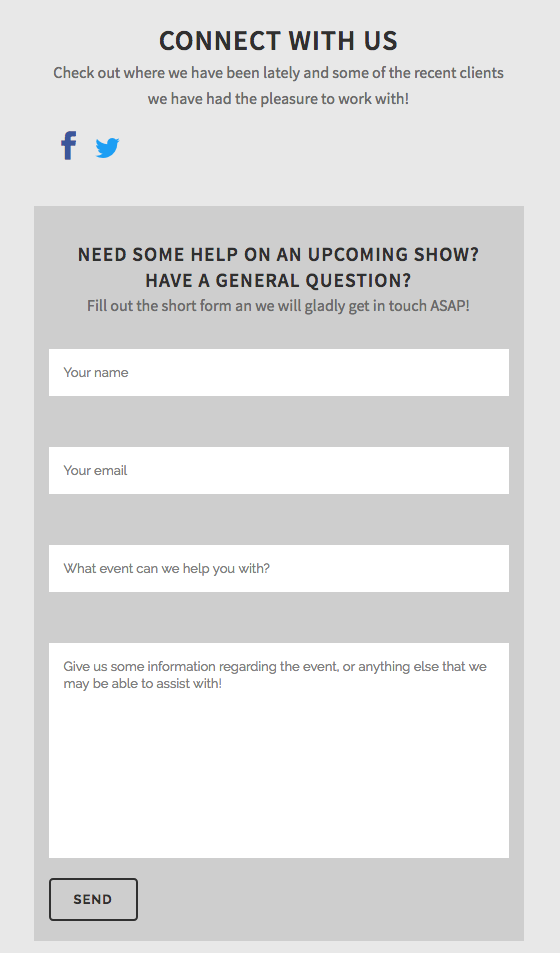 CONNECT WITH US
Check out where we have been lately and some of the recent clients
we have had the pleasure to work with!
NEED SOME HELP ON AN UPCOMING SHOW?
HAVE A GENERAL QUESTION?
Fill out the short form an we will gladly get in touch ASAP!
Your name
Your email
What event can we help you with?
Give us some information regarding the event, or anything else that we
may be able to assist with!
SEND